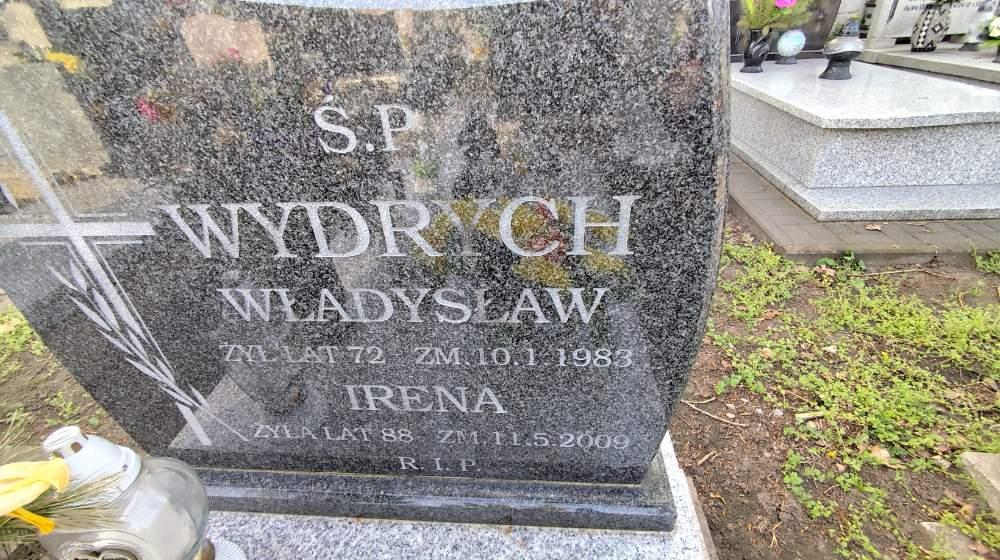 Ś.P.
WYDRYCH
WŁADYSŁAW
ŻYŁ LAT 72 ZM.10.1.1983
IRENA
ŻYŁA LAT 88 ZM.11.5.2009
R.I.P.